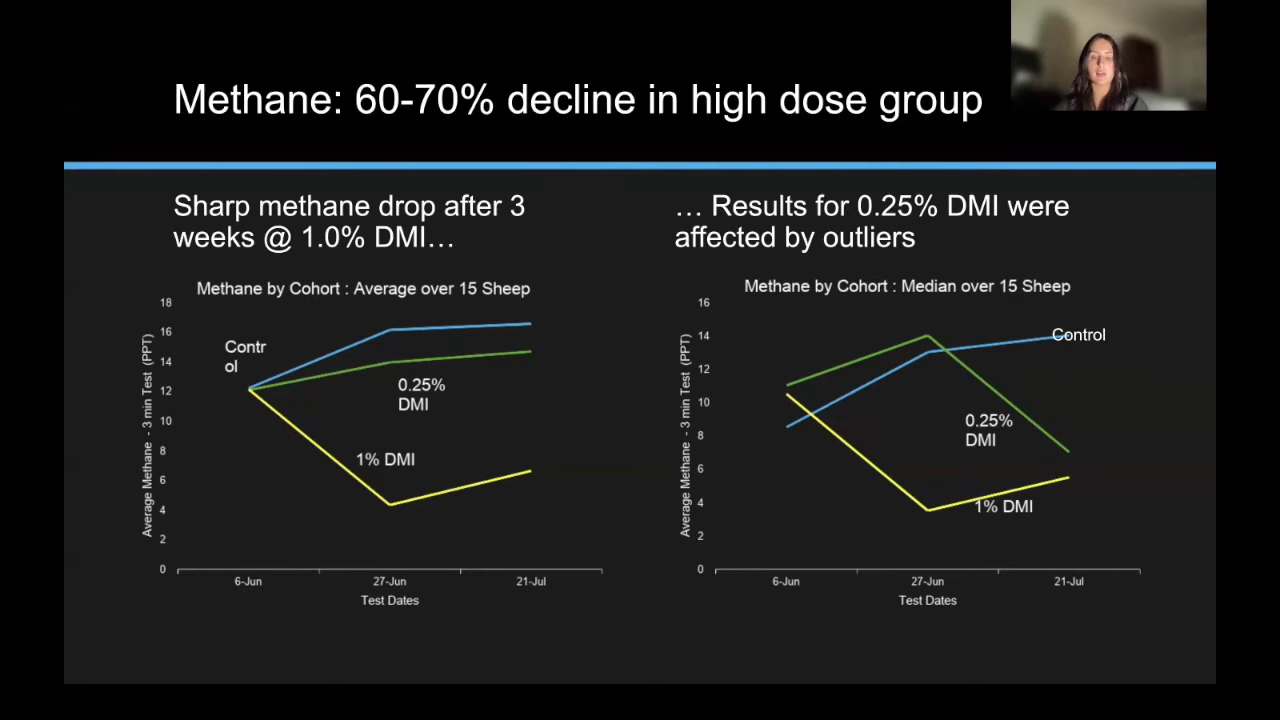 Methane: 60-70% decline in high dose group
Sharp methane drop after 3
weeks @ 1.0% DMI…
Methane by Cohort : Average over 15 Sheep
18
16
14
12
10
8
6
4
2
0
Average Methane - 3 min Test (PPT)
Contr
ol
0.25%
DMI
1% DMI
6-Jun
27-Jun
21-Jul
Test Dates
… Results for 0.25% DMI were
affected by outliers
Methane by Cohort : Median over 15 Sheep
16
14
12
10
8
6
4
2
0
Average Methane - 3 min Test (PPT)
Control
0.25%
DMI
1% DMI
6-Jun
27-Jun
21-Jul
Test Dates